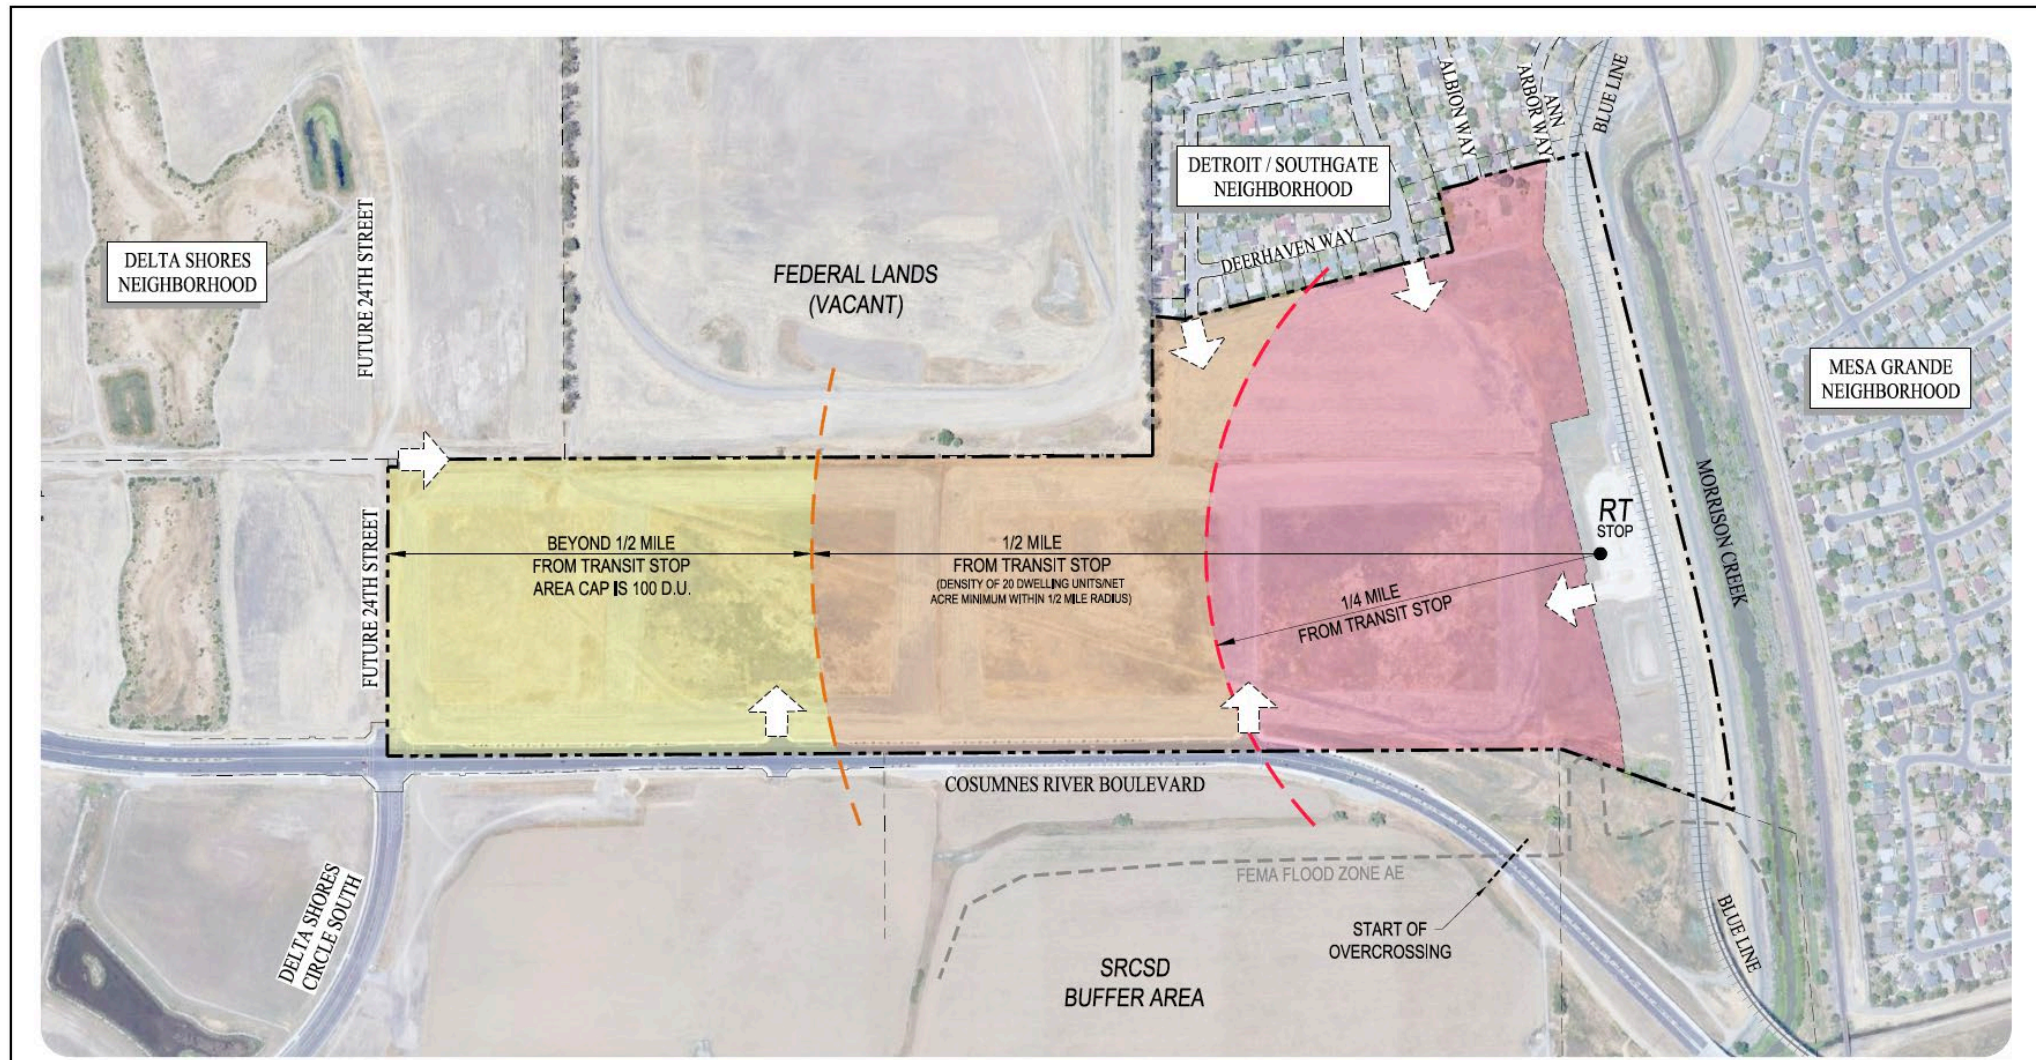 BLUE LINE
ALBION WAY
ANN
ARBOR WAY
DETROIT / SOUTHGATE
NEIGHBORHOOD
DEERHAVEN WAY
DELTA SHORES
NEIGHBORHOOD
FUTURE 24TH STREET
FEDERAL LANDS
(VACANT)
MESA GRANDE
NEIGHBORHOOD
MORRISON CREEK
RT
STOP
FUTURE 24TH STREET
BEYOND 1/2 MILE
FROM TRANSIT STOP
AREA CAP IS 100 D.U.
1/2 MILE
FROM TRANSIT STOP
(DENSITY OF 20 DWELLING UNITS/NET
ACRE MINIMUM WITHIN 1/2 MILE RADIUS)
1/4 MILE
FROM TRANSIT STOP
COSUMNES RIVER BOULEVARD
FEMA FLOOD ZONE AE
DELTA SHORES
CIRCLE SOUTH
START OF
OVERCROSSING
BLUE LINE
SRCSD
BUFFER AREA